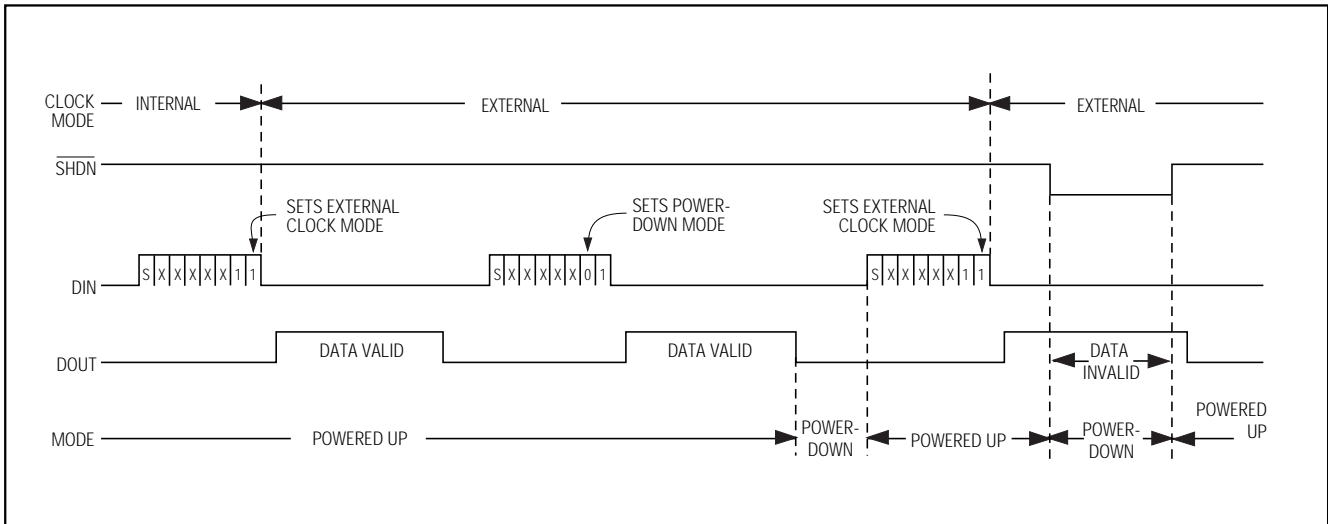 CLOCK
MODE
INTERNAL
EXTERNAL
EXTERNAL
SHDN
SETS EXTERNAL
CLOCK MODE
SETS POWER-
DOWN MODE
SETS EXTERNAL
CLOCK MODE
DIN
S X X X X X 1 1
S X X X X X 0 1
S X X X X X 1 1
DOUT
DATA VALID
DATA VALID
DATA
INVALID
MODE
POWERED UP
POWER-
DOWN
POWERED UP
POWER-
DOWN
POWERED
UP